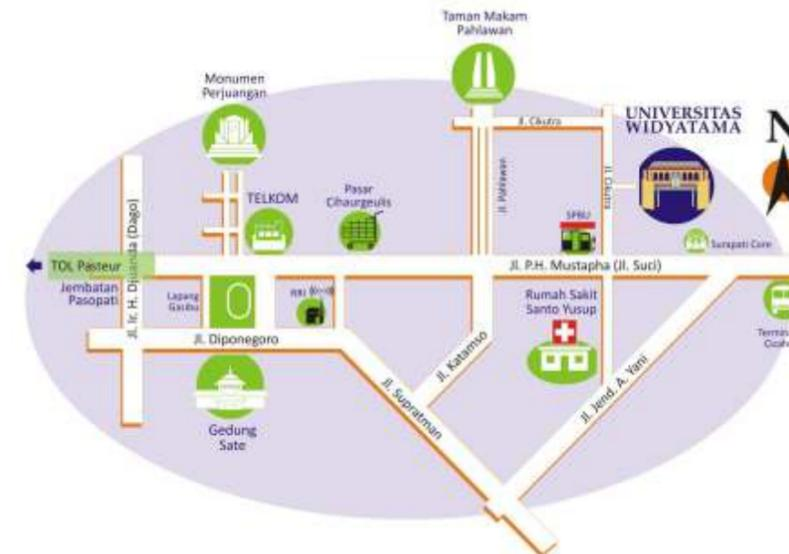 Taman Makam
Pahlawan
Monumen
Perjuangan
Jl. Cikutra
UNIVERSITAS
WIDYATAMA
N
Jl. Pahlawan
Jl. Cikutra
TELKOM
Pasar
Cihaurgeulis
SPBU
Surapati Core
Jl. Ir. H. Djuanda (Dago)
TOL Pasteur
Jl. P.H. Mustapha (Jl. Suci)
Jembatan
Pasopati
Lapang
Gasibu
RRI
Rumah Sakit
Santo Yusup
Jl. Diponegoro
Jl. Katamso
Jl. Supratman
Jl. Jend. A. Yani
Gedung
Sate